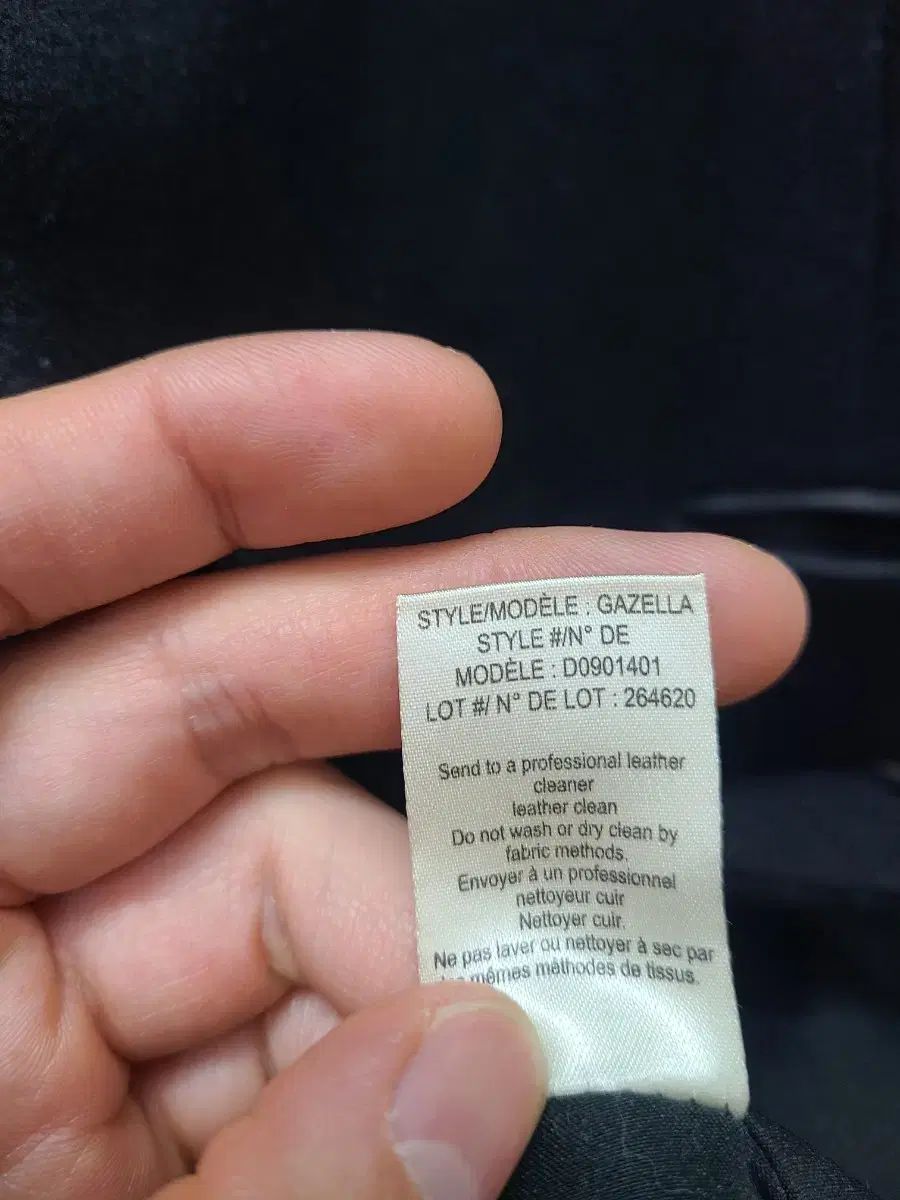 STYLE/MODÈLE : GAZELLA
STYLE #/N° DE
MODÈLE : D0901401
LOT #/ N° DE LOT : 264620
Send to a professional leather
cleaner
leather clean
Do not wash or dry clean by
fabric methods.
Envoyer à un professionnel
nettoyeur cuir
Nettoyer cuir.
Ne pas laver ou nettoyer à sec par
mêmes méthodes de tissus.